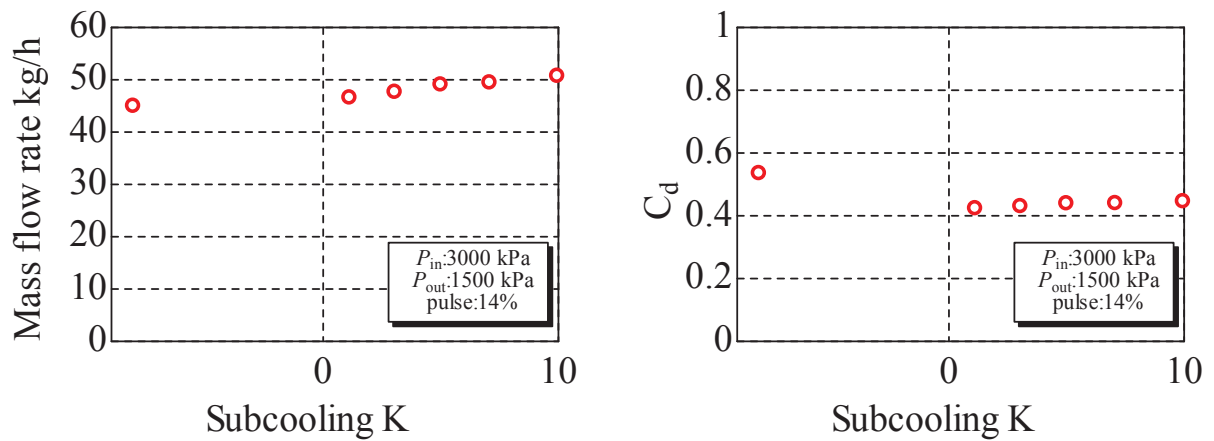 Mass flow rate kg/h
60
50
40
30
20
10
0
P_in:3000 kPa
P_out:1500 kPa
pulse:14%
0
10
Subcooling K
C_d
1
0.8
0.6
0.4
0.2
0
P_in:3000 kPa
P_out:1500 kPa
pulse:14%
0
10
Subcooling K